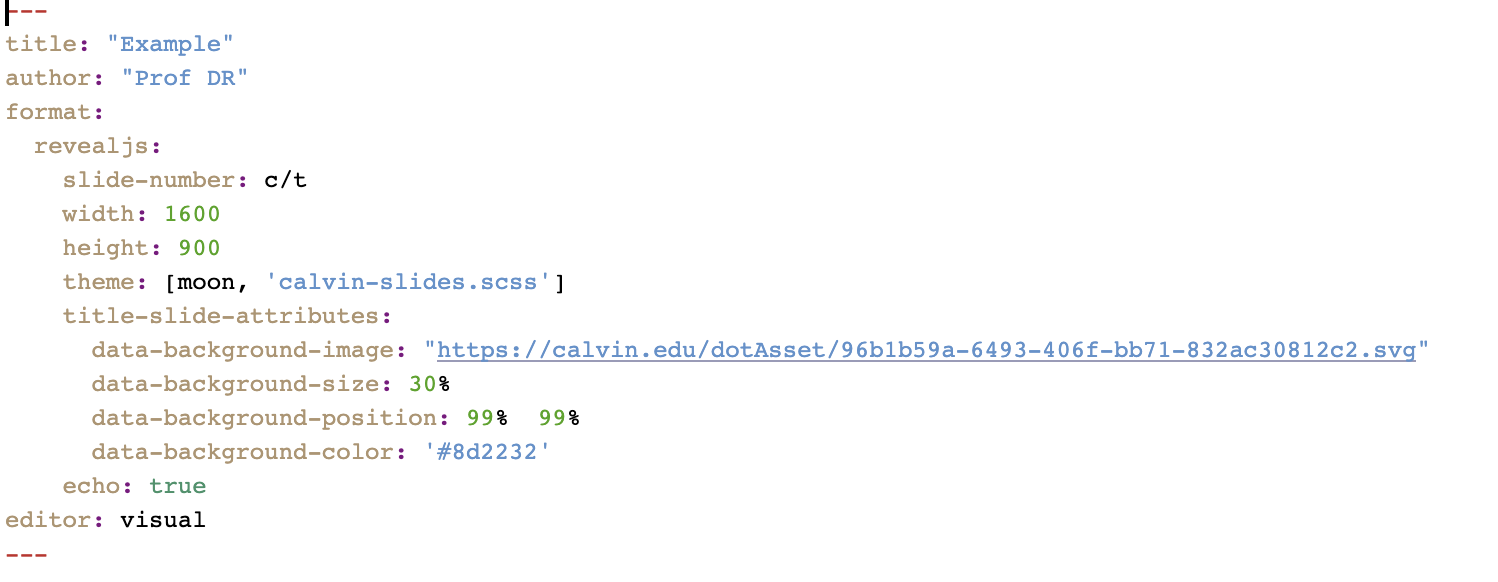 ---
title: "Example"
author: "Prof DR"
format:
  revealjs:
    slide-number: c/t
    width: 1600
    height: 900
    theme: [moon, 'calvin-slides.scss']
    title-slide-attributes:
      data-background-image: "https://calvin.edu/dotAsset/96b1b59a-6493-406f-bb71-832ac30812c2.svg"
      data-background-size: 30%
      data-background-position: 99%  99%
      data-background-color: '#8d2232'
    echo: true
editor: visual
---